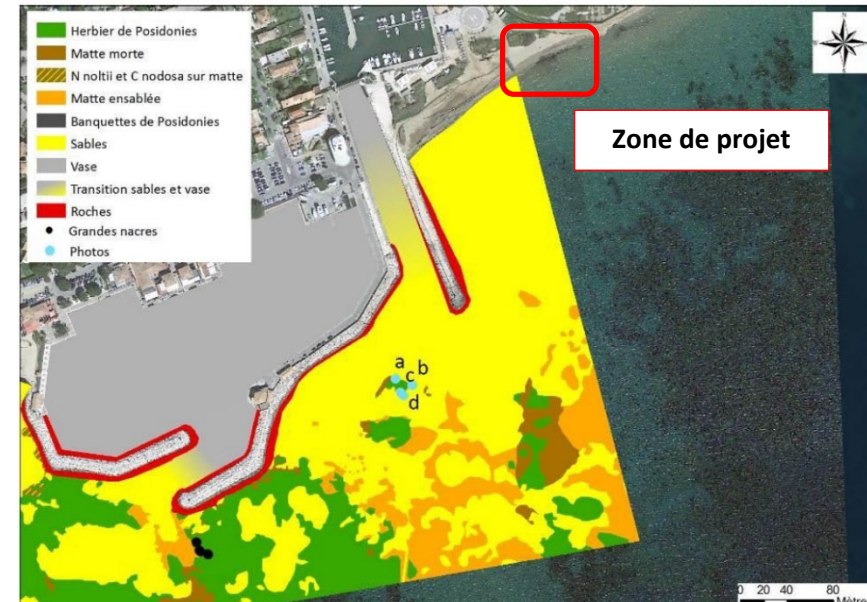 Herbier de Posidonies
Matte morte
N noltii et C nodosa sur matte
Matte ensablée
Banquettes de Posidonies
Sables
Vase
Transition sables et vase
Roches
Grandes nacres
Photos
Zone de projet
a
b
c
d
0 20 40 80